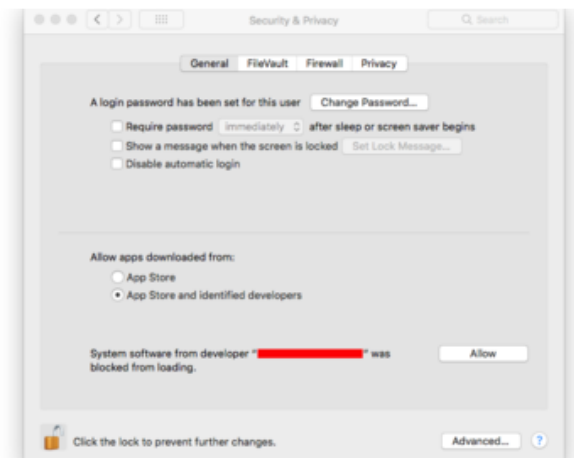 Security & Privacy
Search
General FileVault Firewall Privacy
A login password has been set for this user Change Password...
Require password immediately after sleep or screen saver begins
Show a message when the screen is locked Set Lock Message...
Disable automatic login
Allow apps downloaded from:
App Store
App Store and identified developers
System software from developer “ ” was Allow
blocked from loading.
Click the lock to prevent further changes. Advanced... ?